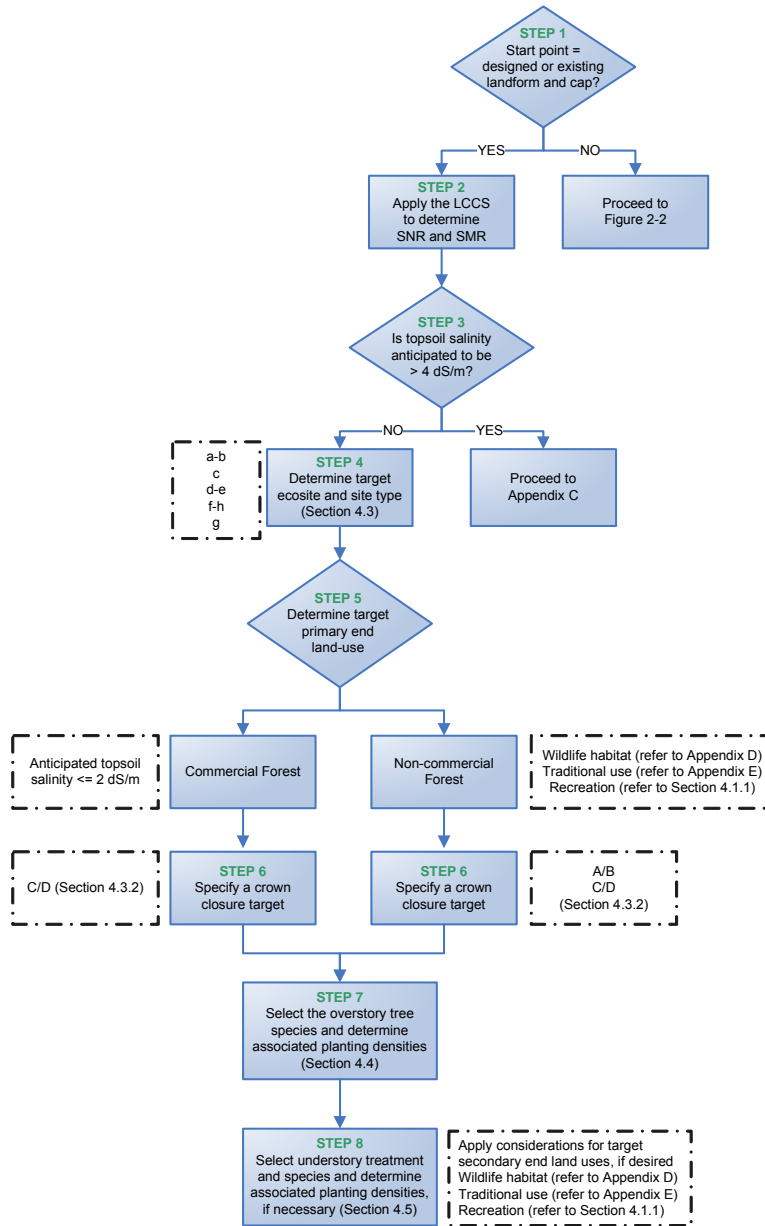 STEP 1
Start point =
designed or existing
landform and cap?
YES
NO
STEP 2
Apply the LCCS
to determine
SNR and SMR
Proceed to
Figure 2-2
STEP 3
Is topsoil salinity
anticipated to be
> 4 dS/m?
NO
YES
a-b
c
d-e
f-h
g
STEP 4
Determine target
ecosite and site type
(Section 4.3)
Proceed to
Appendix C
STEP 5
Determine target
primary end
land-use
Anticipated topsoil
salinity <= 2 dS/m
Commercial Forest
Non-commercial
Forest
Wildlife habitat (refer to Appendix D)
Traditional use (refer to Appendix E)
Recreation (refer to Section 4.1.1)
C/D (Section 4.3.2)
STEP 6
Specify a crown
closure target
STEP 6
Specify a crown
closure target
A/B
C/D
(Section 4.3.2)
STEP 7
Select the overstory tree
species and determine
associated planting densities
(Section 4.4)
STEP 8
Select understory treatment
and species and determine
associated planting densities,
if necessary (Section 4.5)
Apply considerations for target
secondary end land uses, if desired
Wildlife habitat (refer to Appendix D)
Traditional use (refer to Appendix E)
Recreation (refer to Section 4.1.1)